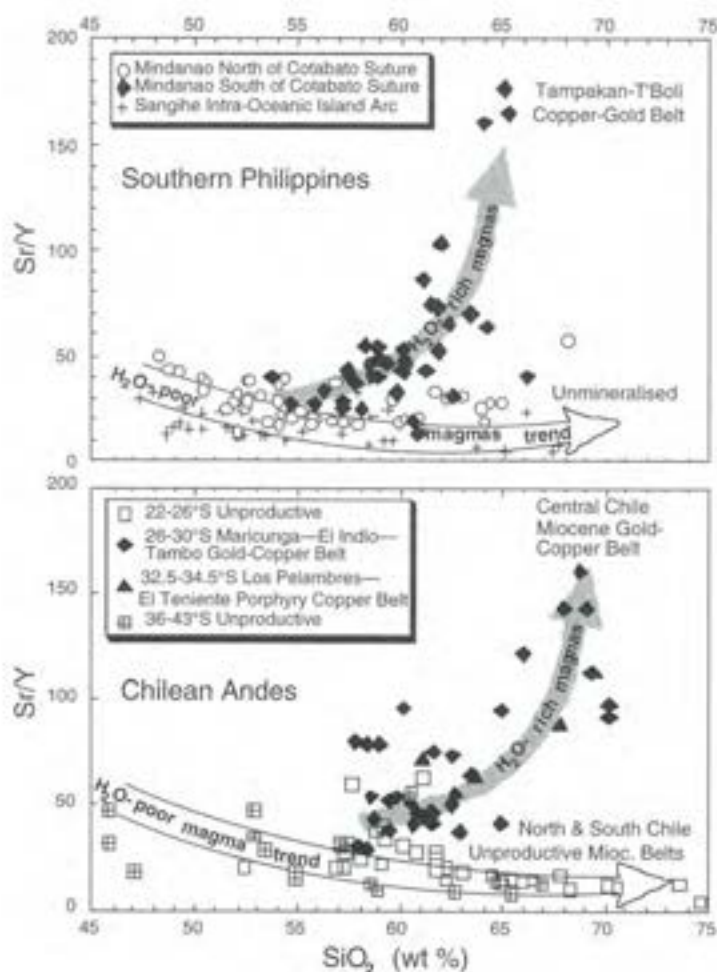 45 50 55 60 65 70 75
200
150
100
50
0
Sr/Y
Mindanao North of Cotabato Suture
Mindanao South of Cotabato Suture
Sangihe Intra-Oceanic Island Arc
Tampakan-T'Boli
Copper-Gold Belt
Southern Philippines
H₂O-rich magmas
H₂O-poor
magmas trend
Unmineralised
200
150
100
50
0
Sr/Y
22-26°S Unproductive
26-30°S Maricunga—El Indio—
Tambo Gold-Copper Belt
32.5-34.5°S Los Pelambres—
El Teniente Porphyry Copper Belt
36-43°S Unproductive
Central Chile
Miocene Gold-
Copper Belt
Chilean Andes
H₂O- rich magmas
H₂O- poor magma trend
North & South Chile
Unproductive Mioc. Belts
45 50 55 60 65 70 75
SiO₂ (wt %)